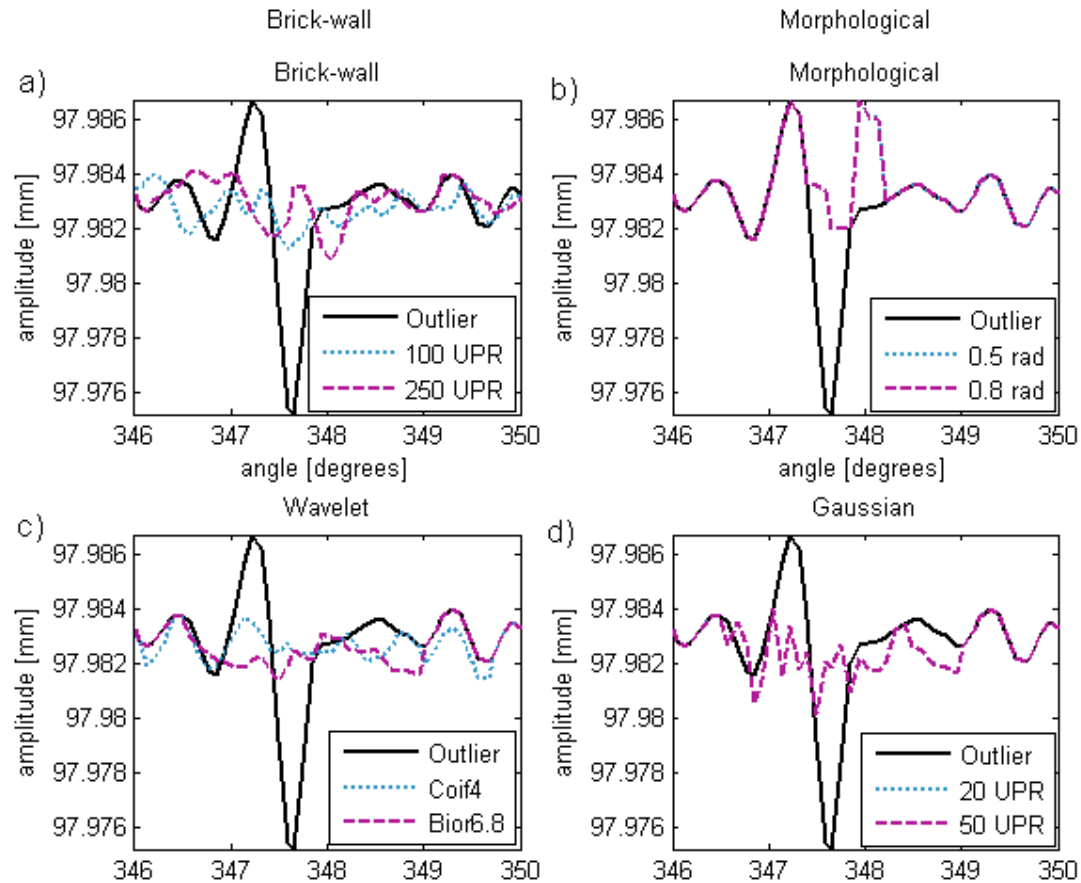 Brick-wall
Morphological
a)
Brick-wall
amplitude [mm]
97.986
97.984
97.982
97.98
97.978
97.976
Outlier
100 UPR
250 UPR
346 347 348 349 350
angle [degrees]
b)
Morphological
amplitude [mm]
97.986
97.984
97.982
97.98
97.978
97.976
Outlier
0.5 rad
0.8 rad
346 347 348 349 350
angle [degrees]
c)
Wavelet
amplitude [mm]
97.986
97.984
97.982
97.98
97.978
97.976
Outlier
Coif4
Bior6.8
346 347 348 349 350
d)
Gaussian
amplitude [mm]
97.986
97.984
97.982
97.98
97.978
97.976
Outlier
20 UPR
50 UPR
346 347 348 349 350